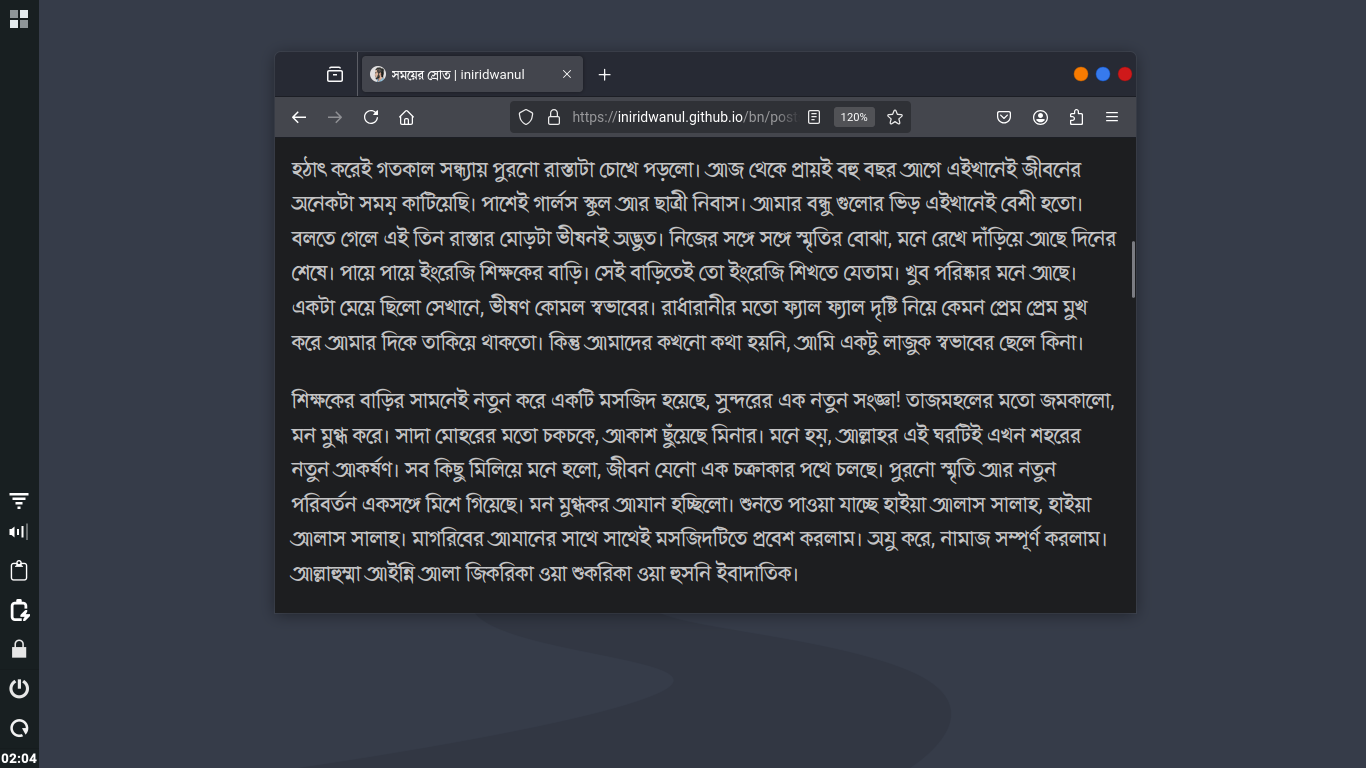 সময়ের স্রোত | iniridwanul
https://iniridwanul.github.io/bn/post
120%
হঠাৎ করেই গতকাল সন্ধ্যায় পুরনো রাস্তাটা চোখে পড়লো। আজ থেকে প্রায়ই বহু বছর আগে এইখানেই জীবনের
অনেকটা সময় কাটিয়েছি। পাশেই গার্লস স্কুল আর ছাত্রী নিবাস। আমার বন্ধু গুলোর ভিড় এইখানেই বেশী হতো।
বলতে গেলে এই তিন রাস্তার মোড়টা ভীষনই অদ্ভুত। নিজের সঙ্গে সঙ্গে স্মৃতির বোঝা, মনে রেখে দাঁড়িয়ে আছে দিনের
শেষে। পায়ে পায়ে ইংরেজি শিক্ষকের বাড়ি। সেই বাড়িতেই তো ইংরেজি শিখতে যেতাম। খুব পরিষ্কার মনে আছে।
একটা মেয়ে ছিলো সেখানে, ভীষণ কোমল স্বভাবের। রাধারানীর মতো ফ্যাল ফ্যাল দৃষ্টি নিয়ে কেমন প্রেম প্রেম মুখ
করে আমার দিকে তাকিয়ে থাকতো। কিন্তু আমাদের কখনো কথা হয়নি, আমি একটু লাজুক স্বভাবের ছেলে কিনা।
শিক্ষকের বাড়ির সামনেই নতুন করে একটি মসজিদ হয়েছে, সুন্দরের এক নতুন সংজ্ঞা! তাজমহলের মতো জমকালো,
মন মুগ্ধ করে। সাদা মোহরের মতো চকচকে, আকাশ ছুঁয়েছে মিনার। মনে হয়, আল্লাহর এই ঘরটিই এখন শহরের
নতুন আকর্ষণ। সব কিছু মিলিয়ে মনে হলো, জীবন যেনো এক চক্রাকার পথে চলছে। পুরনো স্মৃতি আর নতুন
পরিবর্তন একসঙ্গে মিশে গিয়েছে। মন মুগ্ধকর আযান হচ্ছিলো। শুনতে পাওয়া যাচ্ছে হাইয়া আলাস সালাহ, হাইয়া
আলাস সালাহ। মাগরিবের আযানের সাথে সাথেই মসজিদটিতে প্রবেশ করলাম। অযু করে, নামাজ সম্পূর্ণ করলাম।
আল্লাহুম্মা আইন্নি আলা জিকরিকা ওয়া শুকরিকা ওয়া হুসনি ইবাদাতিক।
02:04